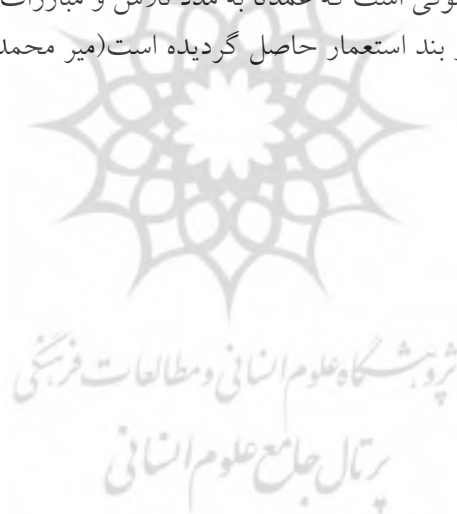 ونی است که عمدتا به مدد تلاش و مبارزات
بند استعمار حاصل گردیده است(میر محمد
پژوهشگاه علوم انسانی و مطالعات فرهنگی
پرتال جامع علوم انسانی